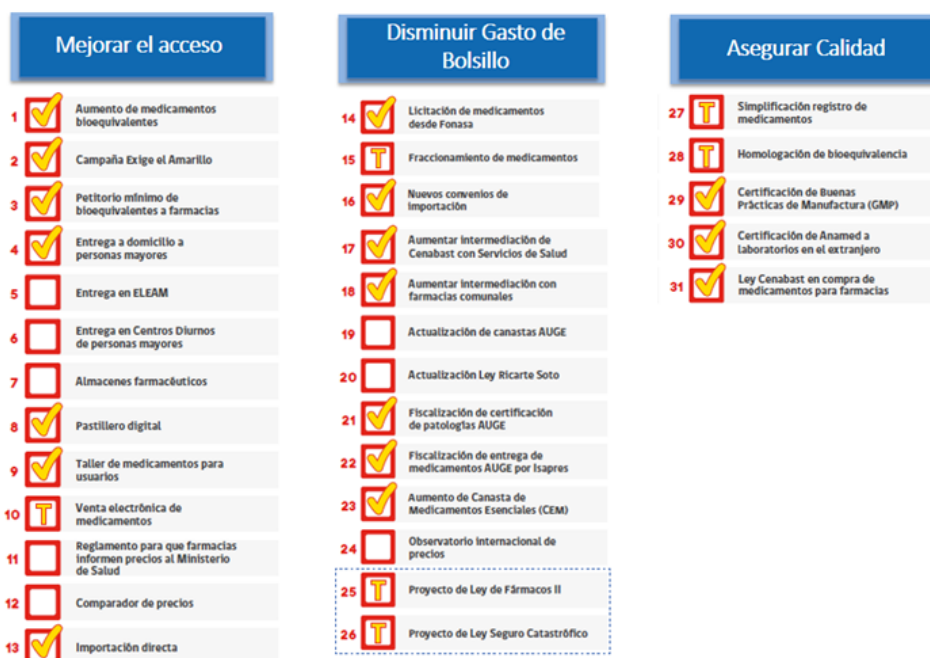 Mejorar el acceso
1
Aumento de medicamentos
bioequivalentes
2
Campaña Exige el Amarillo
3
Petitorio mínimo de
bioequivalentes a farmacias
4
Entrega a domicilio a
personas mayores
5
Entrega en ELEAM
6
Entrega en Centros Diurnos
de personas mayores
7
Almacenes farmacéuticos
8
Pastillero digital
9
Taller de medicamentos para
usuarios
10 T
Venta electrónica de
medicamentos
11
Reglamento para que farmacias
informen precios al Ministerio
de Salud
12
Comparador de precios
13
Importación directa
Disminuir Gasto de
Bolsillo
14
Licitación de medicamentos
desde Fonasa
15 T
Fraccionamiento de medicamentos
16
Nuevos convenios de
importación
17
Aumentar intermediación de
Cenabast con Servicios de Salud
18
Aumentar intermediación con
farmacias comunales
19
Actualización de canastas AUGE
20
Actualización Ley Ricarte Soto
21
Fiscalización de certificación
de patologías AUGE
22
Fiscalización de entrega de
medicamentos AUGE por Isapres
23
Aumento de Canasta de
Medicamentos Esenciales (CEM)
24
Observatorio internacional de
precios
25 T
Proyecto de Ley de Fármacos II
26 T
Proyecto de Ley Seguro Catastrófico
Asegurar Calidad
27 T
Simplificación registro de
medicamentos
28 T
Homologación de bioequivalencia
29
Certificación de Buenas
Prácticas de Manufactura (GMP)
30
Certificación de Anamed a
laboratorios en el extranjero
31
Ley Cenabast en compra de
medicamentos para farmacias